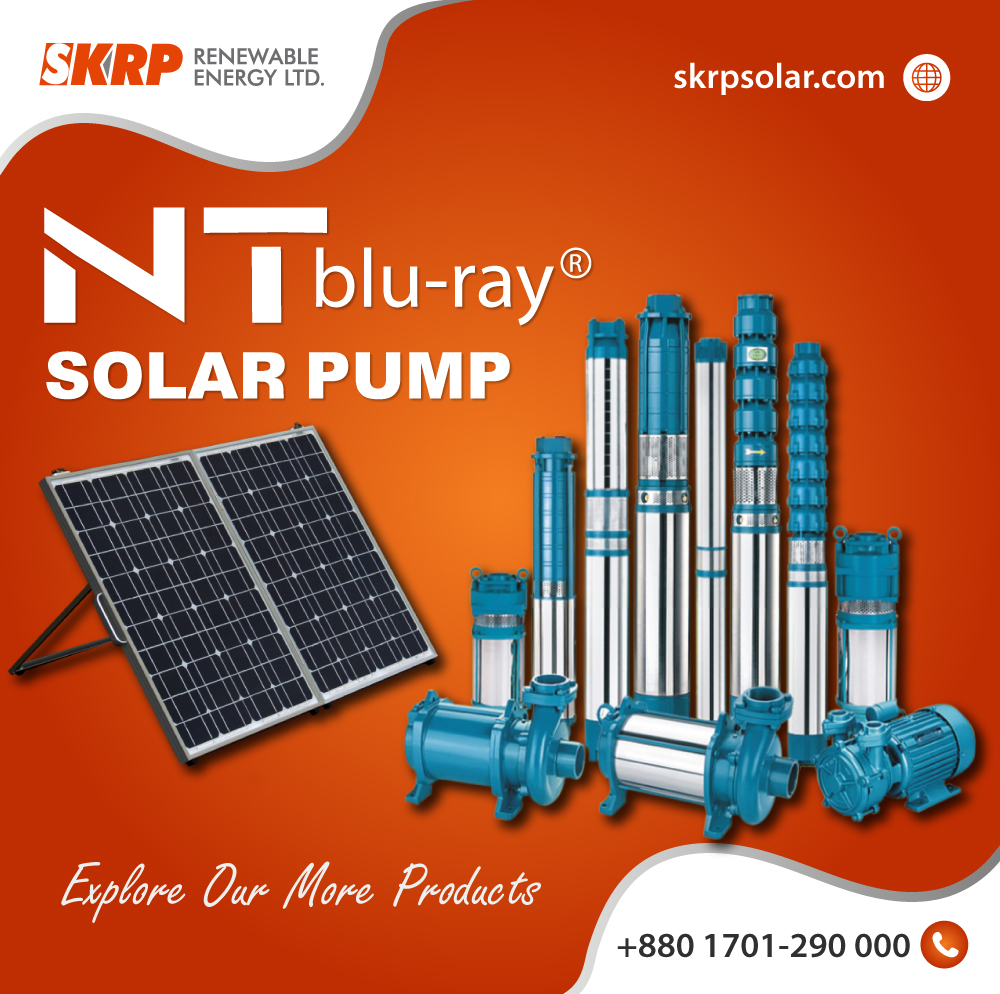 SKRP RENEWABLE
ENERGY LTD.
skrpsolar.com
NT blu-ray®
SOLAR PUMP
Explore Our More Products
+880 1701-290 000